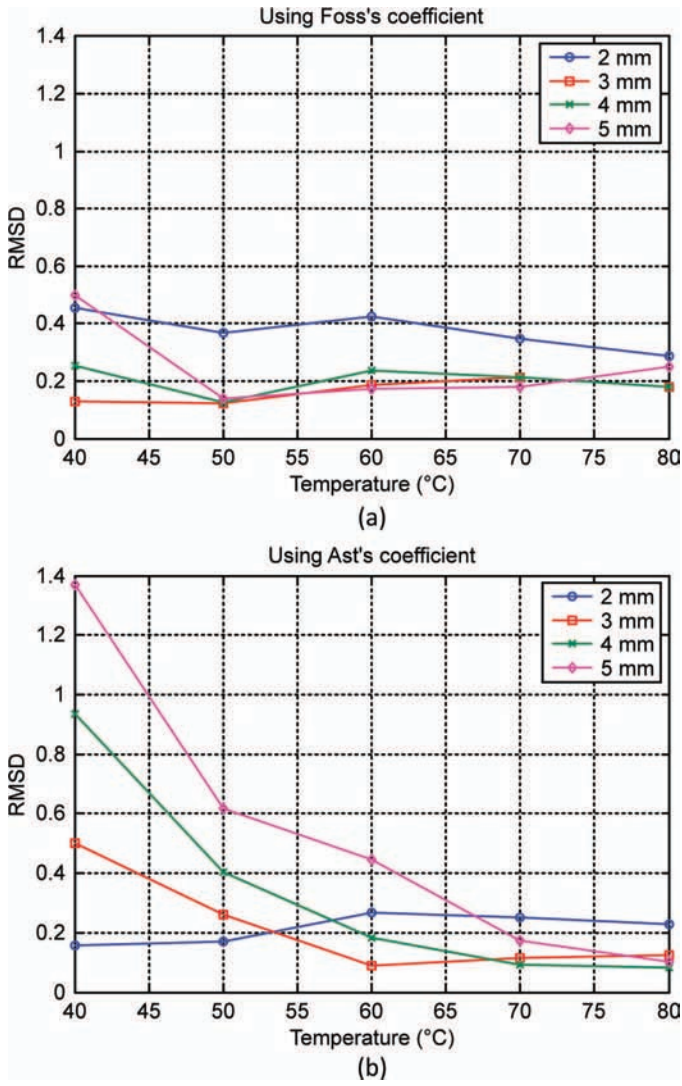 Using Foss's coefficient
1.4
1.2
1
0.8
0.6
0.4
0.2
0
RMSD
2 mm
3 mm
4 mm
5 mm
40 45 50 55 60 65 70 75 80
Temperature (°C)
(a)
Using Ast's coefficient
1.4
1.2
1
0.8
0.6
0.4
0.2
0
RMSD
2 mm
3 mm
4 mm
5 mm
40 45 50 55 60 65 70 75 80
Temperature (°C)
(b)